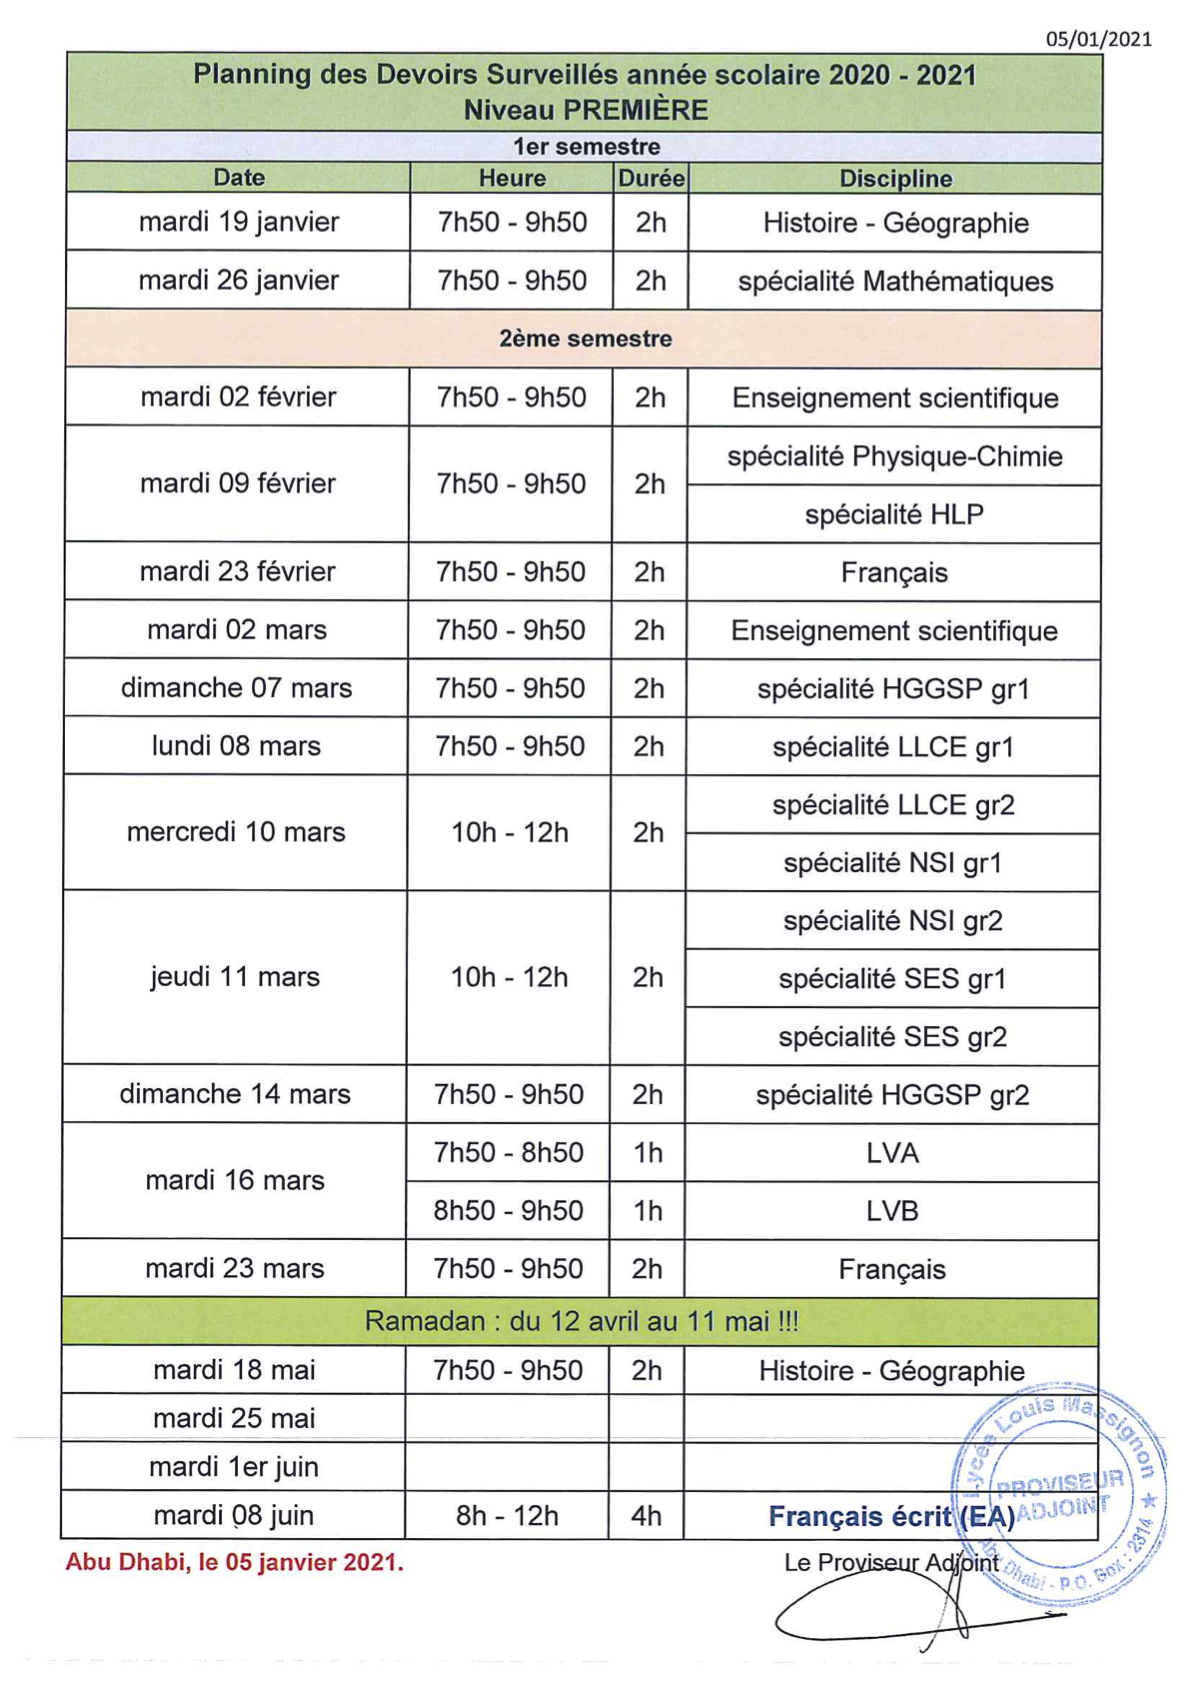 05/01/2021
Planning des Devoirs Surveillés année scolaire 2020 - 2021
Niveau PREMIÈRE
1er semestre
Date Heure Durée Discipline
mardi 19 janvier 7h50 - 9h50 2h Histoire - Géographie
mardi 26 janvier 7h50 - 9h50 2h spécialité Mathématiques
2ème semestre
mardi 02 février 7h50 - 9h50 2h Enseignement scientifique
mardi 09 février 7h50 - 9h50 2h spécialité Physique-Chimie
spécialité HLP
mardi 23 février 7h50 - 9h50 2h Français
mardi 02 mars 7h50 - 9h50 2h Enseignement scientifique
dimanche 07 mars 7h50 - 9h50 2h spécialité HGGSP gr1
lundi 08 mars 7h50 - 9h50 2h spécialité LLCE gr1
mercredi 10 mars 10h - 12h 2h spécialité LLCE gr2
spécialité NSI gr1
jeudi 11 mars 10h - 12h 2h spécialité NSI gr2
spécialité SES gr1
spécialité SES gr2
dimanche 14 mars 7h50 - 9h50 2h spécialité HGGSP gr2
mardi 16 mars 7h50 - 8h50 1h LVA
8h50 - 9h50 1h LVB
mardi 23 mars 7h50 - 9h50 2h Français
Ramadan : du 12 avril au 11 mai !!!
mardi 18 mai 7h50 - 9h50 2h Histoire - Géographie
mardi 25 mai
mardi 1er juin
mardi 08 juin 8h - 12h 4h Français écrit (EA)
Abu Dhabi, le 05 janvier 2021.
Le Proviseur Adjoint
Lycée Louis Massignon ★
PROVISEUR
ADJOINT
Abu Dhabi - P.O. Box : 2314